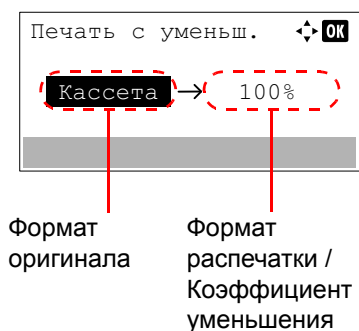 Печать с уменьш. OK
Кассета → 100%
Формат
оригинала
Формат
распечатки /
Коэффициент
уменьшения